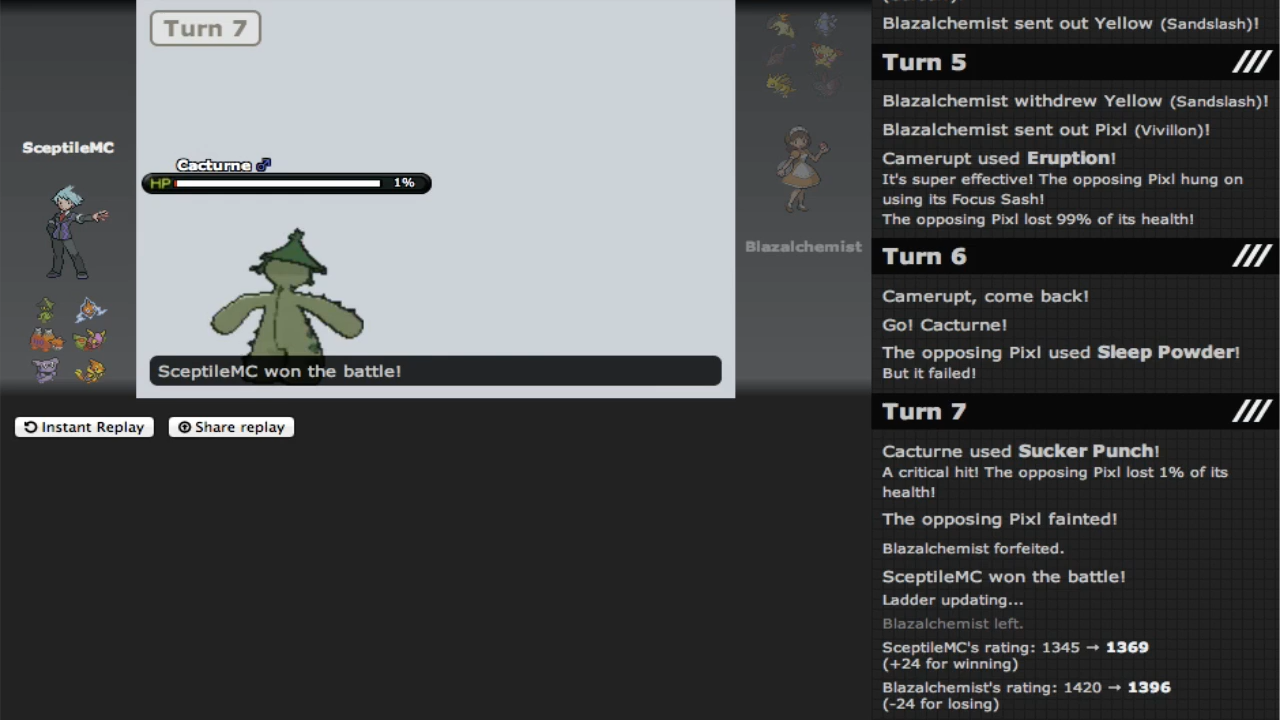 Turn 7
SceptileMC
Cacturne ♂
HP 1%
SceptileMC won the battle!
Instant Replay
Share replay
Blazalchemist
Blazalchemist sent out Yellow (Sandslash)!
Turn 5
Blazalchemist withdrew Yellow (Sandslash)!
Blazalchemist sent out Pixl (Vivillon)!
Camerupt used Eruption!
It's super effective! The opposing Pixl hung on
using its Focus Sash!
The opposing Pixl lost 99% of its health!
Turn 6
Camerupt, come back!
Go! Cacturne!
The opposing Pixl used Sleep Powder!
But it failed!
Turn 7
Cacturne used Sucker Punch!
A critical hit! The opposing Pixl lost 1% of its
health!
The opposing Pixl fainted!
Blazalchemist forfeited.
SceptileMC won the battle!
Ladder updating...
Blazalchemist left.
SceptileMC's rating: 1345 → 1369
(+24 for winning)
Blazalchemist's rating: 1420 → 1396
(-24 for losing)